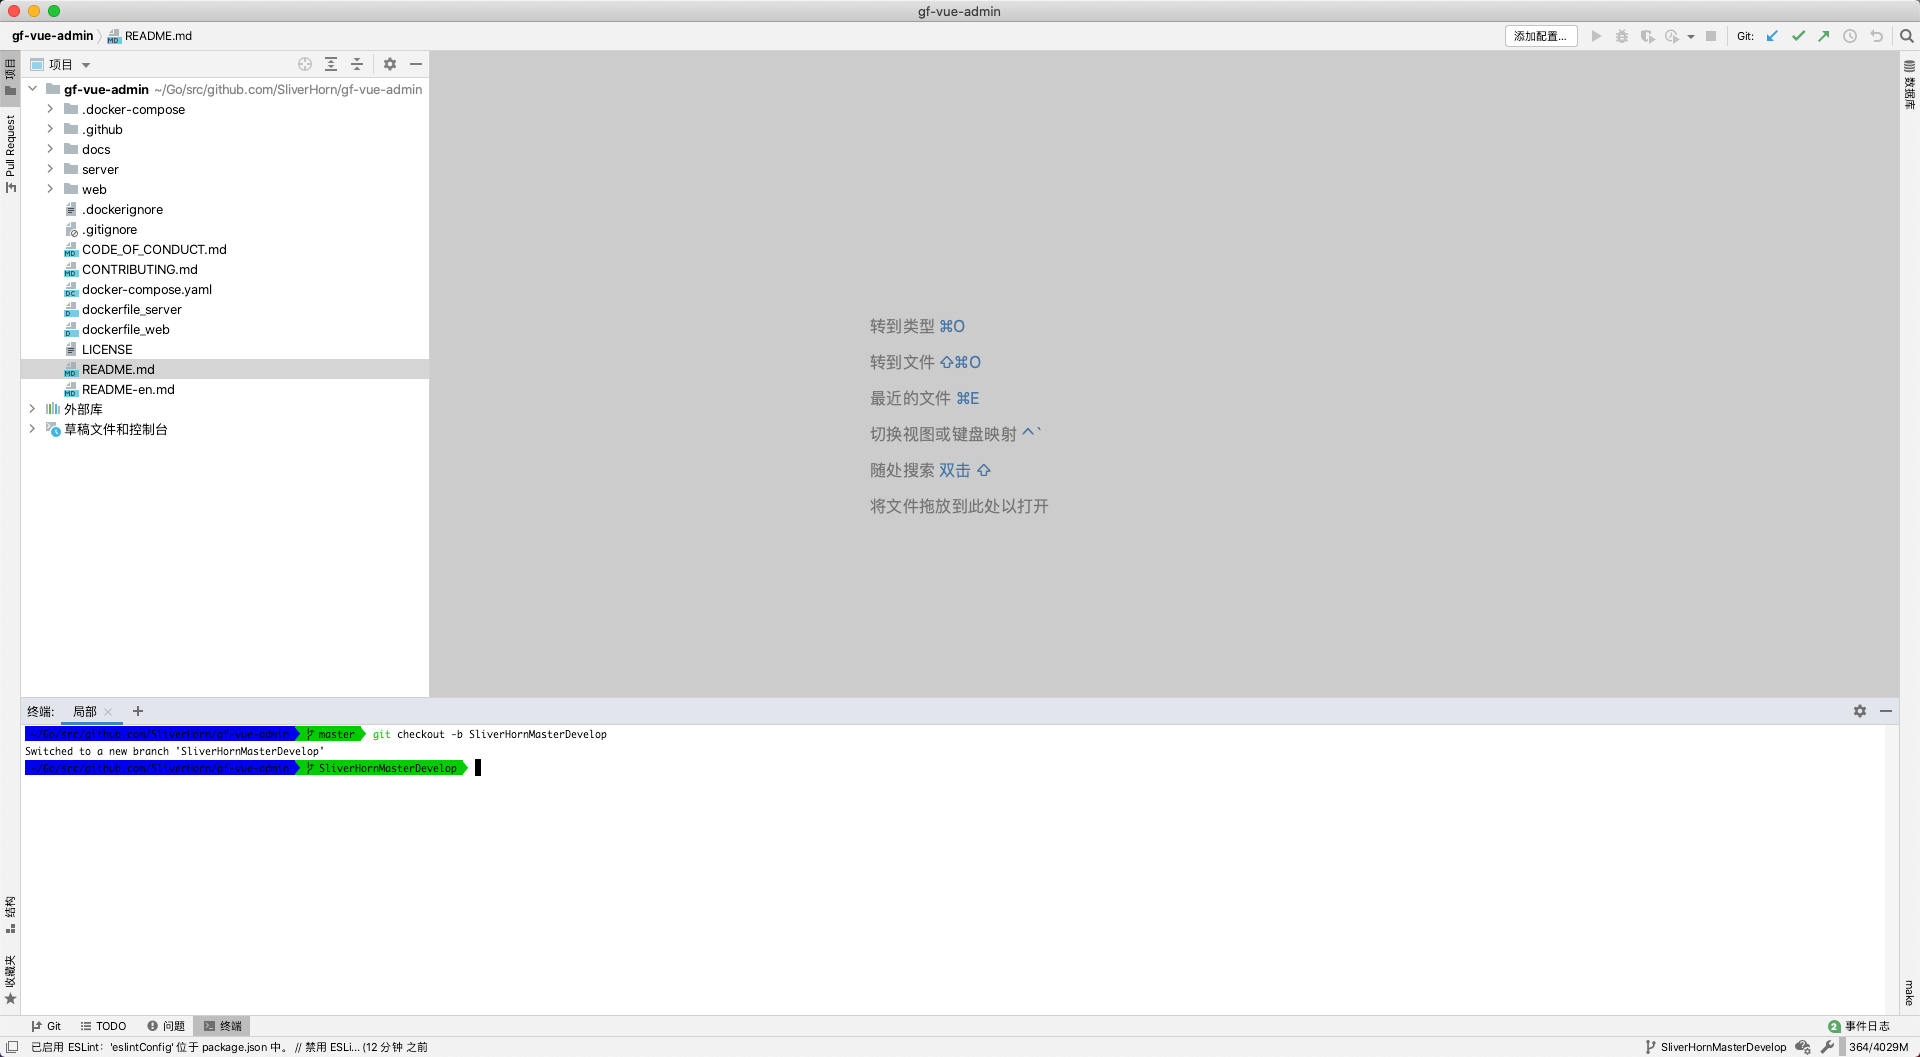 gf-vue-admin
gf-vue-admin README.md
添加配置... Git:
项目
gf-vue-admin ~/Go/src/github.com/SliverHorn/gf-vue-admin
.docker-compose
.github
docs
server
web
.dockerignore
.gitignore
CODE_OF_CONDUCT.md
CONTRIBUTING.md
docker-compose.yaml
dockerfile_server
dockerfile_web
LICENSE
README.md
README-en.md
外部库
草稿文件和控制台
项目
Pull Request
结构
收藏夹
转到类型 ⌘O
转到文件 ⇧⌘O
最近的文件 ⌘E
切换视图或键盘映射 ^`
随处搜索 双击 ⇧
将文件拖放到此处以打开
数据库
make
终端: 局部
~/Go/src/github.com/SliverHorn/gf-vue-admin master git checkout -b SliverHornMasterDevelop
Switched to a new branch 'SliverHornMasterDevelop'
~/Go/src/github.com/SliverHorn/gf-vue-admin SliverHornMasterDevelop
Git TODO 问题 终端 2 事件日志
已启用 ESLint：'eslintConfig' 位于 package.json 中。 // 禁用 ESLi... (12 分钟 之前 SliverHornMasterDevelop 364/4029M